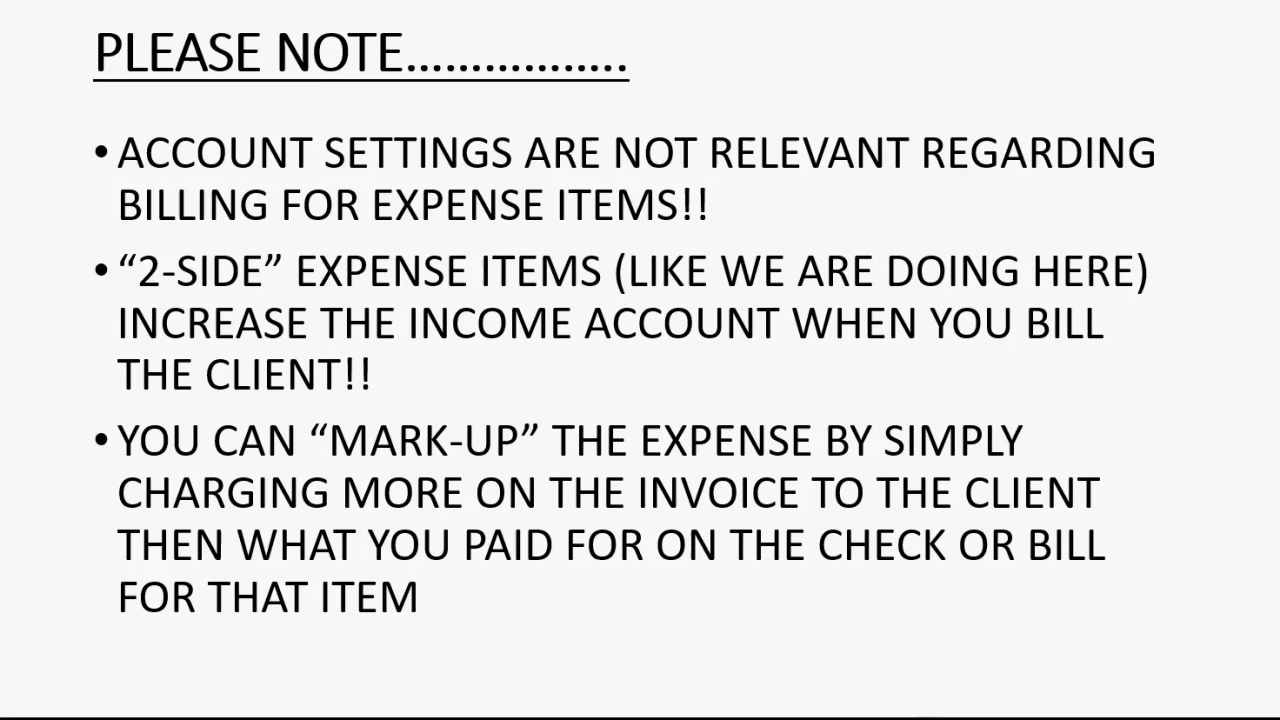 PLEASE NOTE.................
• ACCOUNT SETTINGS ARE NOT RELEVANT REGARDING
BILLING FOR EXPENSE ITEMS!!
• “2-SIDE” EXPENSE ITEMS (LIKE WE ARE DOING HERE)
INCREASE THE INCOME ACCOUNT WHEN YOU BILL
THE CLIENT!!
• YOU CAN “MARK-UP” THE EXPENSE BY SIMPLY
CHARGING MORE ON THE INVOICE TO THE CLIENT
THEN WHAT YOU PAID FOR ON THE CHECK OR BILL
FOR THAT ITEM